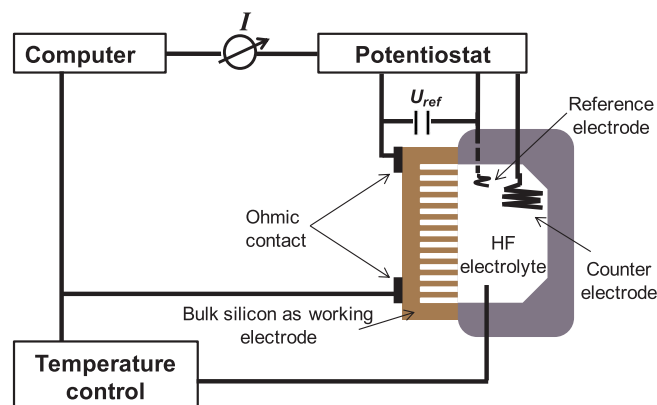 I
Computer
Potentiostat
U_ref
Reference
electrode
Ohmic
contact
HF
electrolyte
Counter
electrode
Bulk silicon as working
electrode
Temperature
control